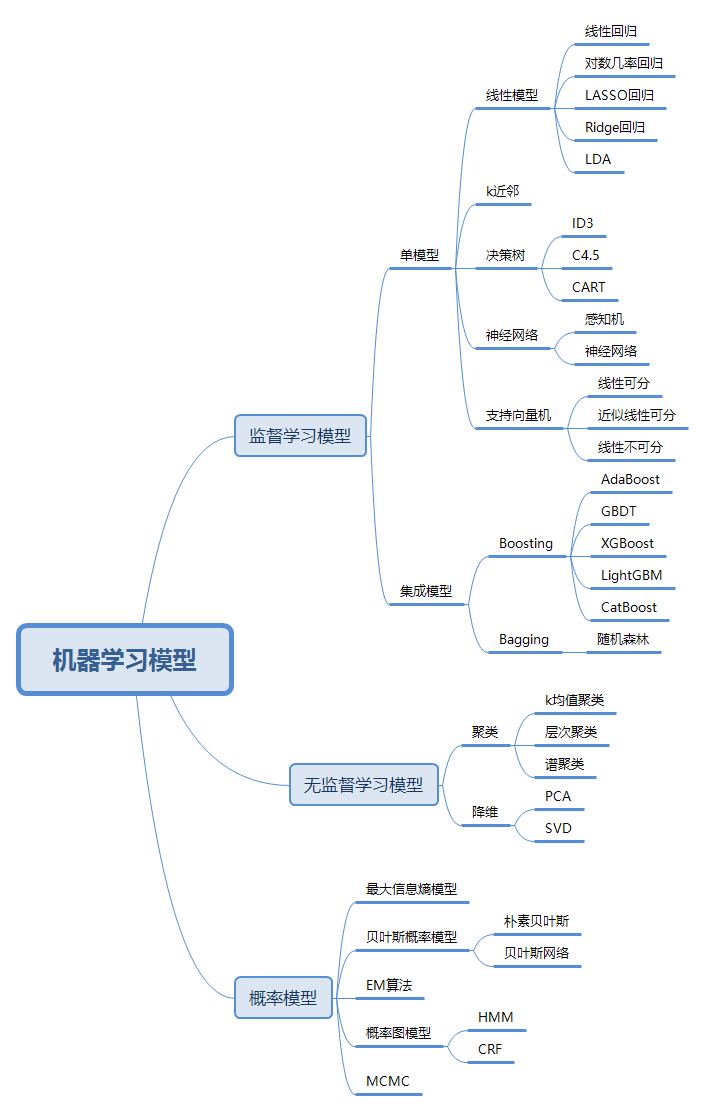 机器学习模型
监督学习模型
单模型
线性模型
线性回归
对数几率回归
LASSO回归
Ridge回归
LDA
k近邻
决策树
ID3
C4.5
CART
神经网络
感知机
神经网络
支持向量机
线性可分
近似线性可分
线性不可分
集成模型
Boosting
AdaBoost
GBDT
XGBoost
LightGBM
CatBoost
Bagging
随机森林
无监督学习模型
聚类
k均值聚类
层次聚类
谱聚类
降维
PCA
SVD
概率模型
最大信息熵模型
贝叶斯概率模型
朴素贝叶斯
贝叶斯网络
EM算法
概率图模型
HMM
CRF
MCMC